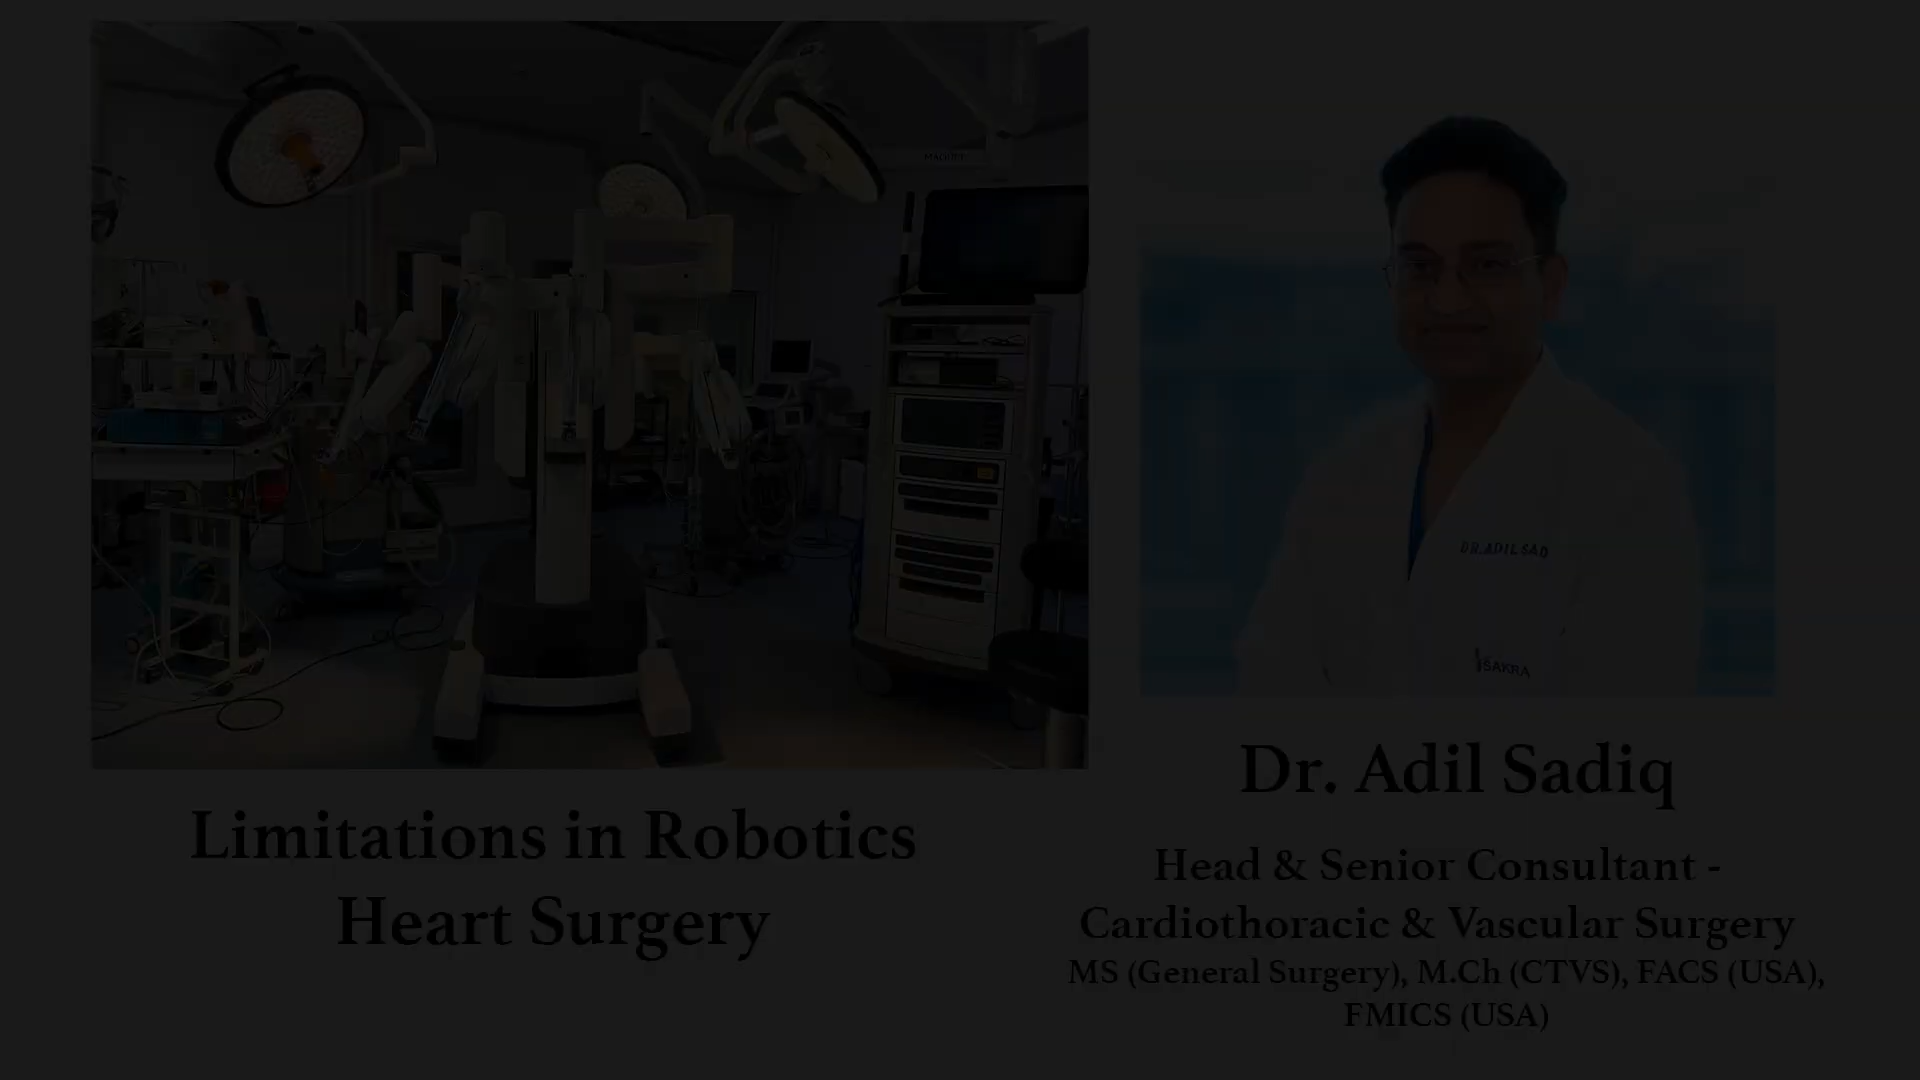 MAQUET
Limitations in Robotics
Heart Surgery
DR. ADIL SAD
SAKRA
Dr. Adil Sadiq
Head & Senior Consultant -
Cardiothoracic & Vascular Surgery
MS (General Surgery), M.Ch (CTVS), FACS (USA),
FMICS (USA)